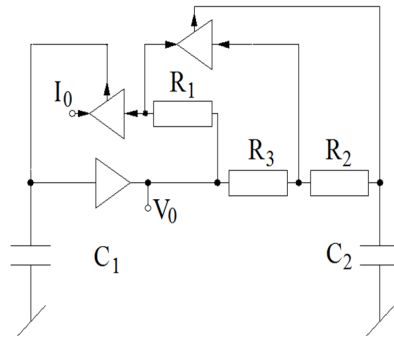 I₀
R₁
R₃
R₂
V₀
C₁
C₂